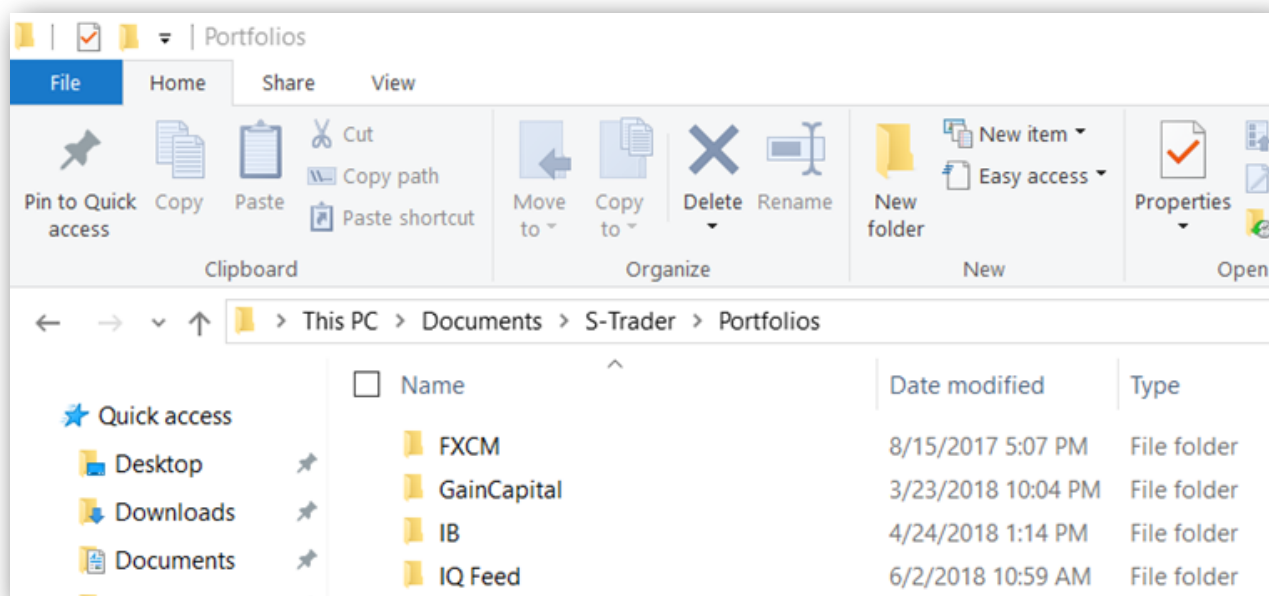 Portfolios
File Home Share View
Pin to Quick access
Copy
Paste
Cut
Copy path
Paste shortcut
Clipboard
Move to
Copy to
Delete
Rename
Organize
New folder
New item
Easy access
New
Properties
Open
This PC > Documents > S-Trader > Portfolios
Quick access
Desktop
Downloads
Documents
Name Date modified Type
FXCM 8/15/2017 5:07 PM File folder
GainCapital 3/23/2018 10:04 PM File folder
IB 4/24/2018 1:14 PM File folder
IQ Feed 6/2/2018 10:59 AM File folder